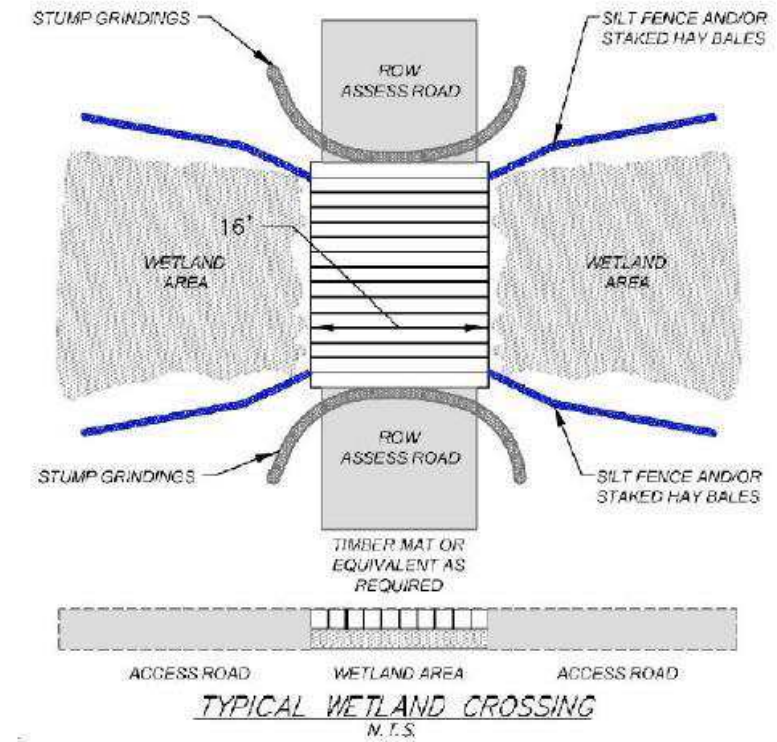 STUMP GRINDINGS
SILT FENCE AND/OR
STAKED HAY BALES
ROW
ASSESS ROAD
16'
WETLAND
AREA
WETLAND
AREA
ROW
ASSESS ROAD
STUMP GRINDINGS
SILT FENCE AND/OR
STAKED HAY BALES
TIMBER MAT OR
EQUIVALENT AS
REQUIRED
ACCESS ROAD
WETLAND AREA
ACCESS ROAD
TYPICAL WETLAND CROSSING
N.T.S.